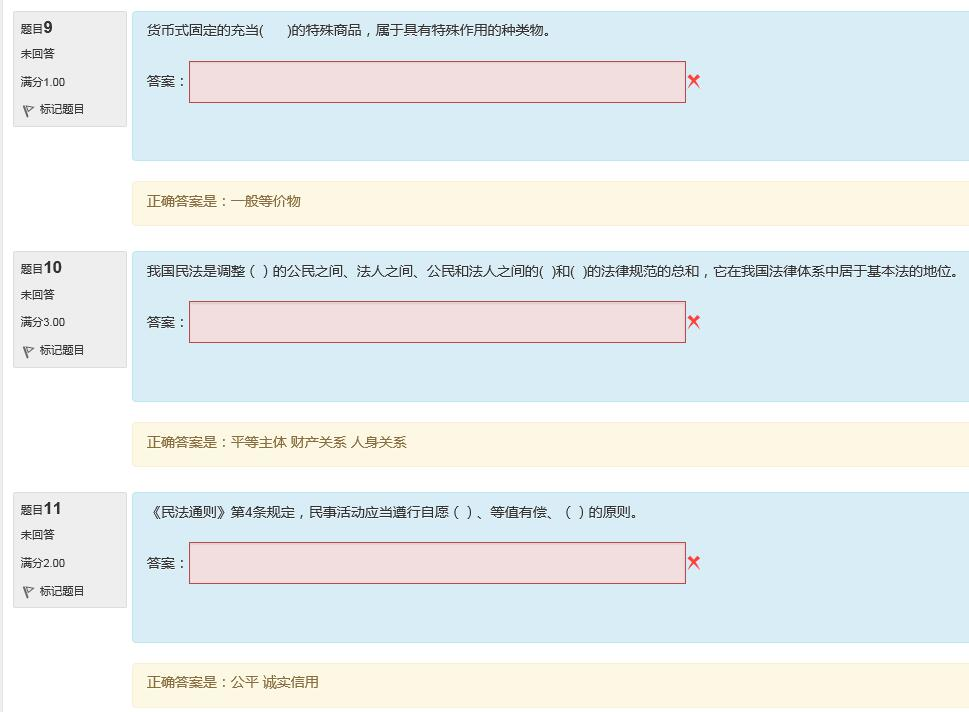 题目9
未回答
满分1.00
标记题目
货币式固定的充当( )的特殊商品，属于具有特殊作用的种类物。
答案：
正确答案是：一般等价物
题目10
未回答
满分3.00
标记题目
我国民法是调整（ ）的公民之间、法人之间、公民和法人之间的( )和( )的法律规范的总和，它在我国法律体系中居于基本法的地位。
答案：
正确答案是：平等主体 财产关系 人身关系
题目11
未回答
满分2.00
标记题目
《民法通则》第4条规定，民事活动应当遵行自愿（ ）、等值有偿、（ ）的原则。
答案：
正确答案是：公平 诚实信用